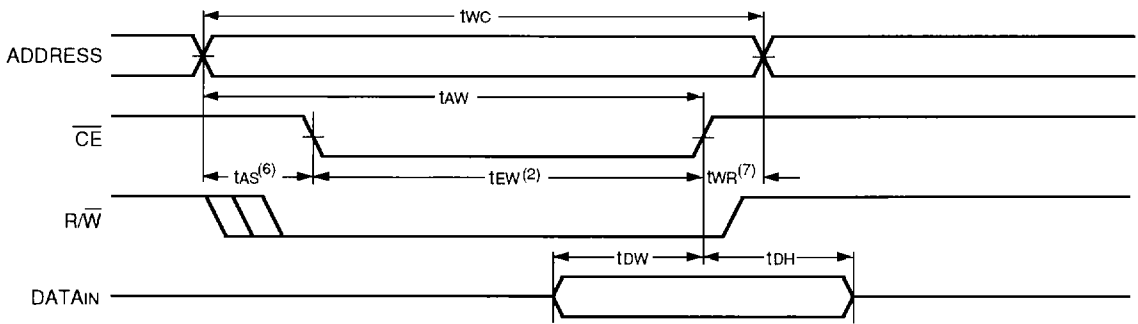 tWC
ADDRESS
tAW
CE
tAS(6) tEW(2) tWR(7)
R/W
tDW tDH
DATAIN